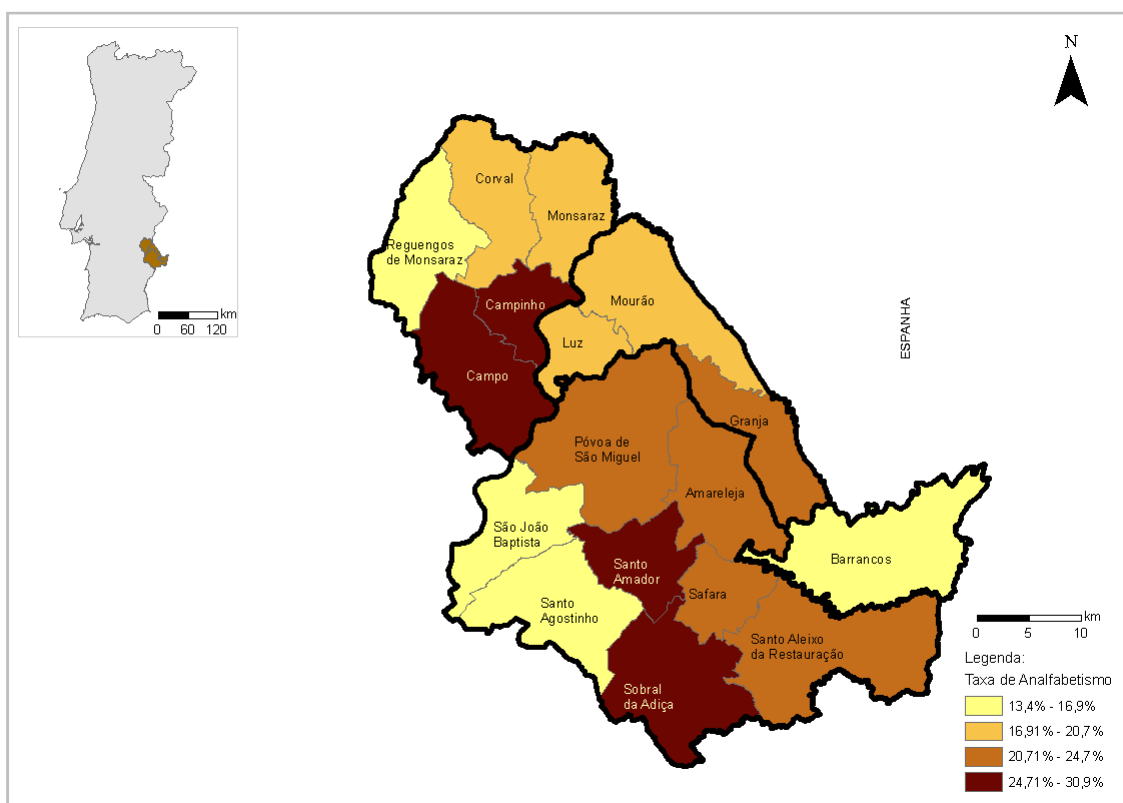 N
km
0 60 120
Corval
Monsaraz
Reguengos
de Monsaraz
Campinho
Mourão
Luz
ESPANHA
Campo
Granja
Póvoa de
São Miguel
Amareleja
São João
Baptista
Barrancos
Santo
Amador
Safara
Santo
Agostinho
Santo Aleixo
da Restauração
Sobral
da Adiça
km
0 5 10
Legenda:
Taxa de Analfabetismo
13,4% - 16,9%
16,91% - 20,7%
20,71% - 24,7%
24,71% - 30,9%